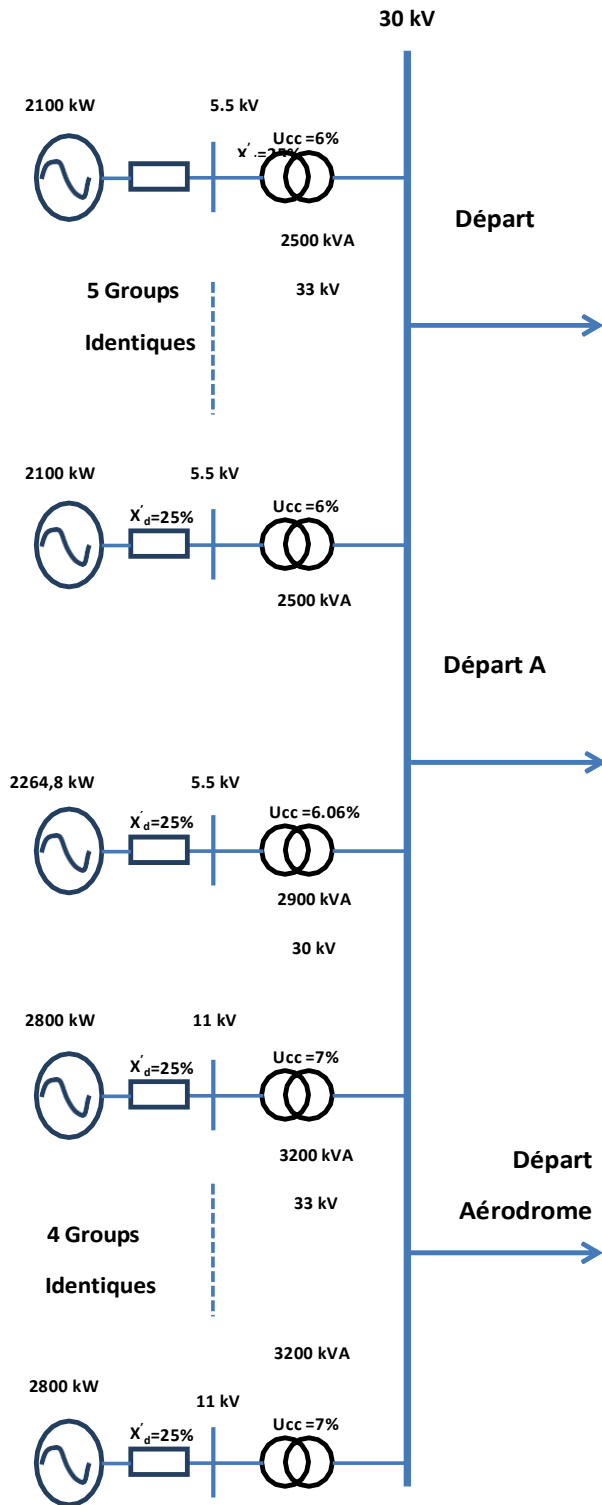 30 kV
2100 kW
5.5 kV
Ucc =6%
X'd=25%
2500 kVA
Départ
5 Groups
Identiques
33 kV
2100 kW
5.5 kV
X'd=25%
Ucc =6%
2500 kVA
Départ A
2264,8 kW
5.5 kV
X'd=25%
Ucc =6.06%
2900 kVA
30 kV
2800 kW
11 kV
X'd=25%
Ucc =7%
3200 kVA
33 kV
Départ
Aérodrome
4 Groups
Identiques
3200 kVA
2800 kW
11 kV
X'd=25%
Ucc =7%